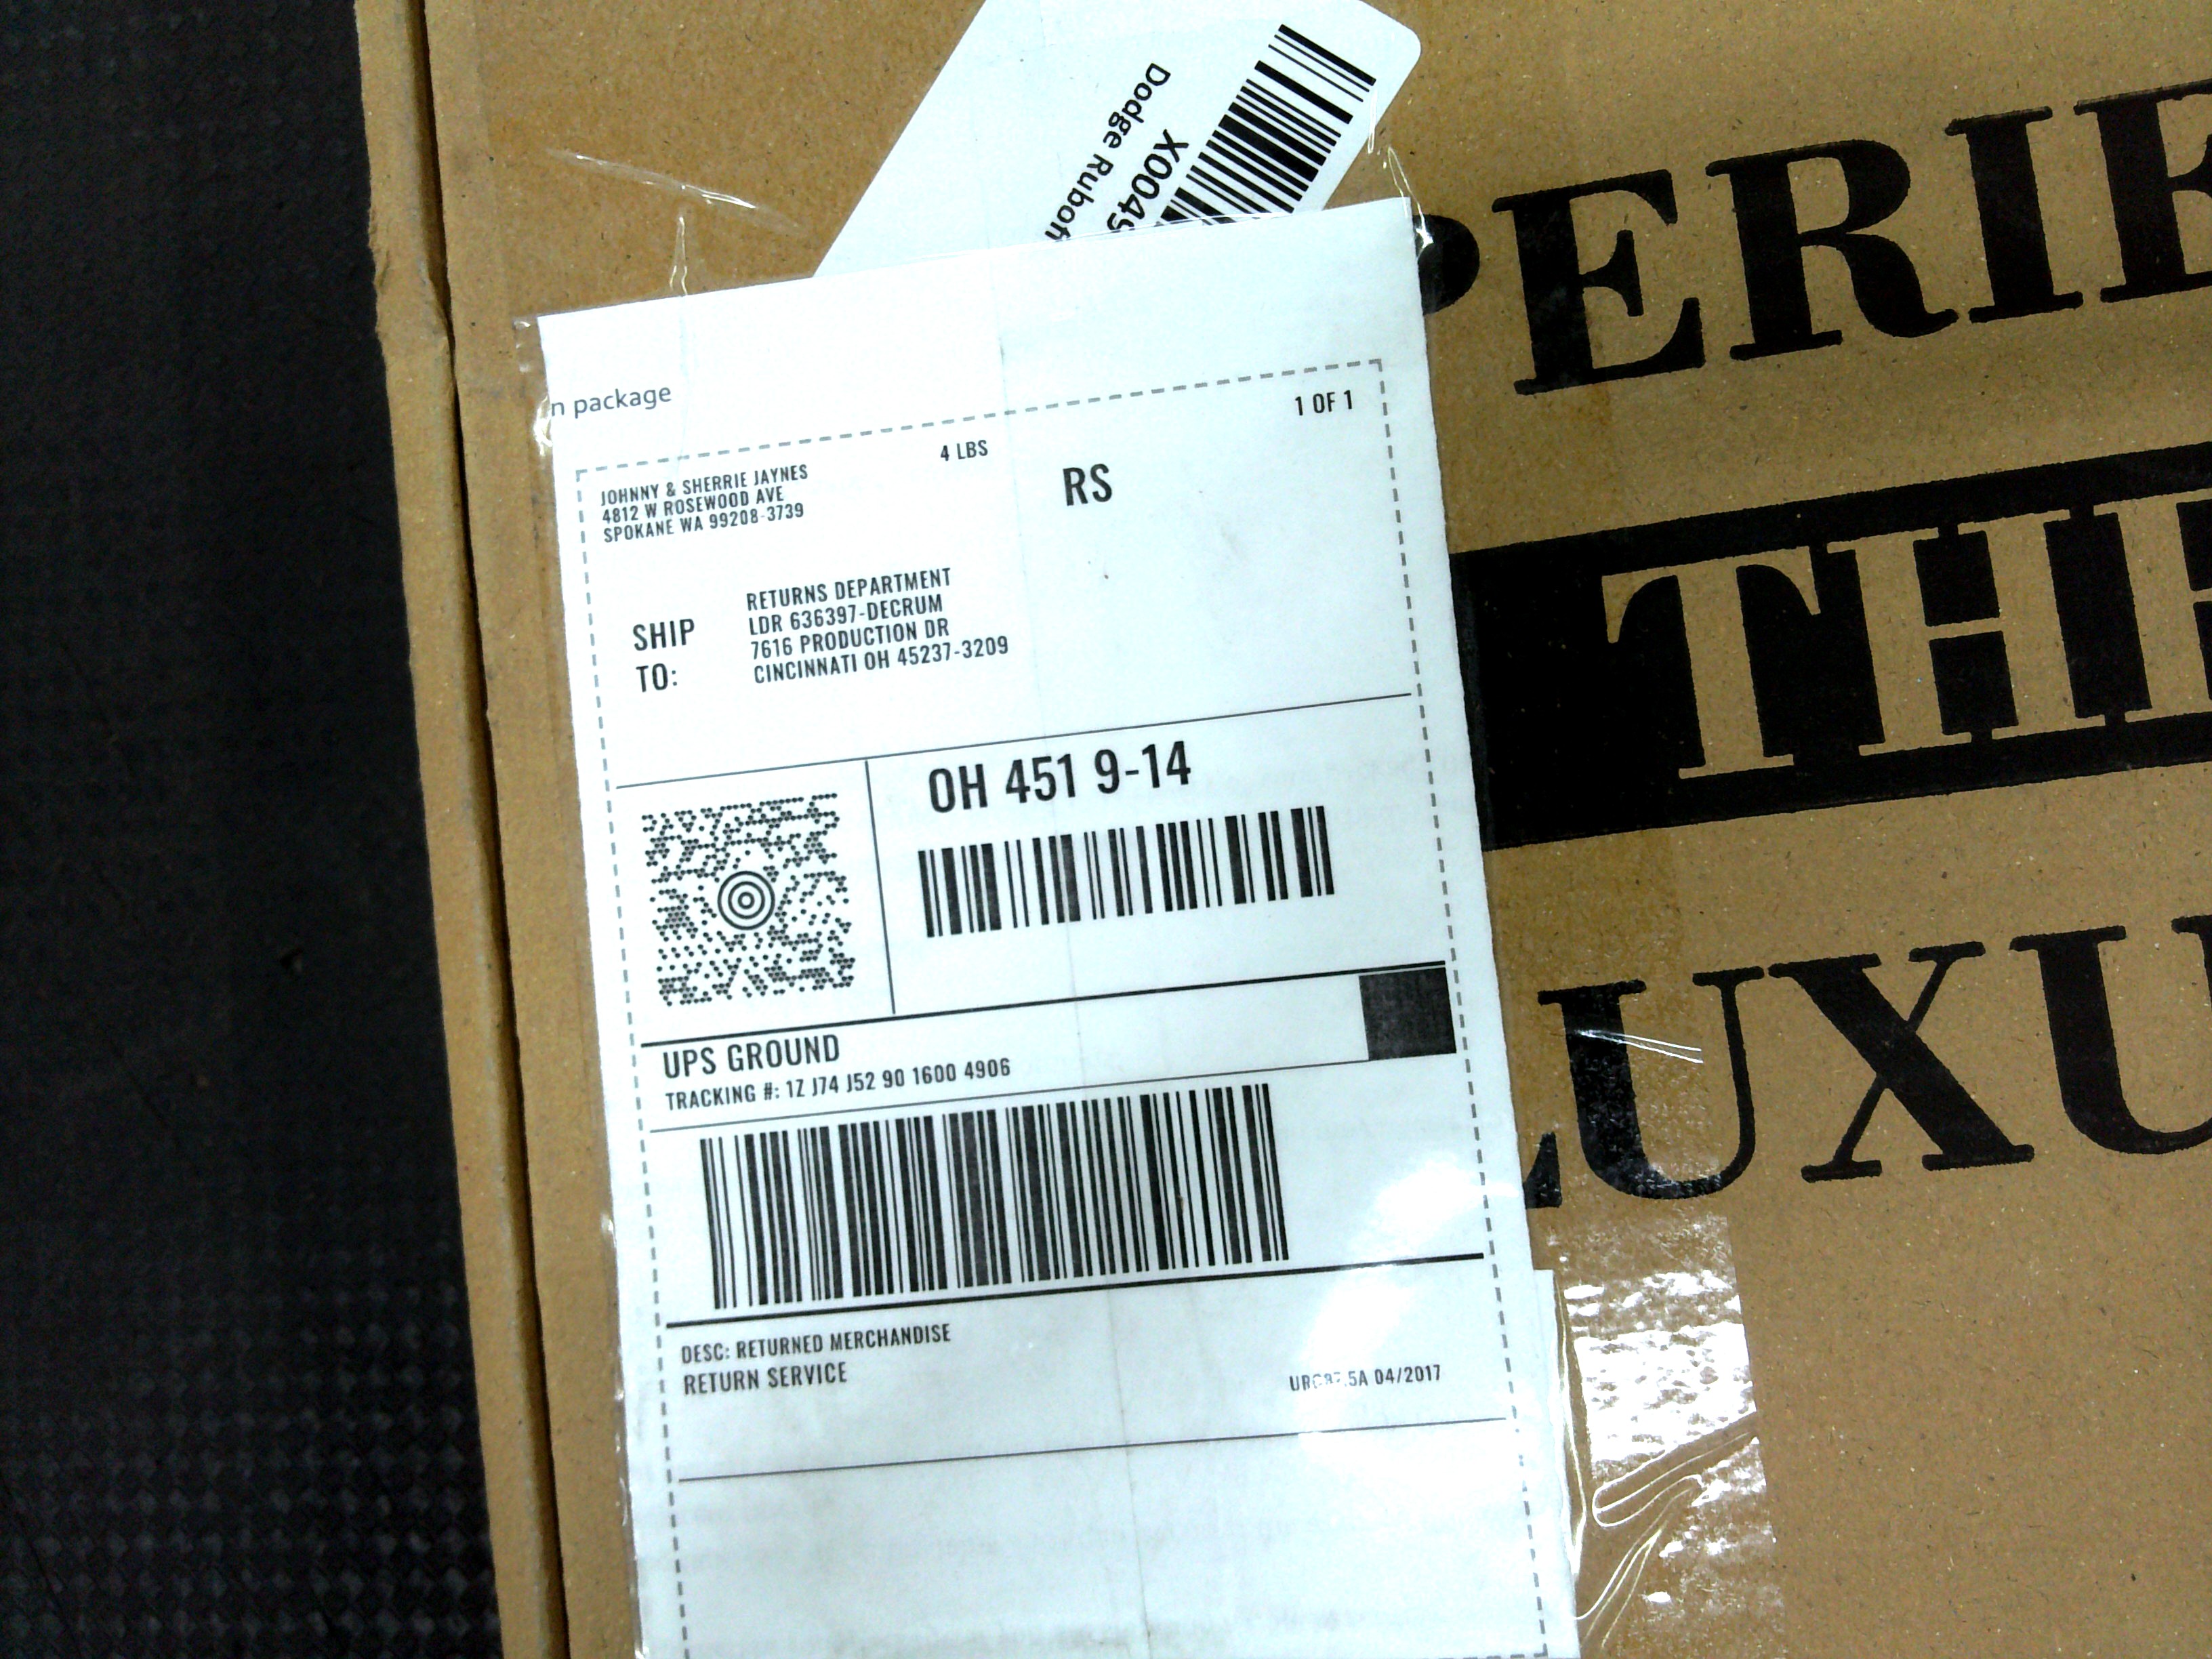 Dodge Ruboff
X0049
PERIE
THE
LUXU
n package
1 OF 1
4 LBS
RS
JOHNNY & SHERRIE JAYNES
4812 W ROSEWOOD AVE
SPOKANE WA 99208-3739
SHIP
TO:
RETURNS DEPARTMENT
LDR 636397-DECRUM
7616 PRODUCTION DR
CINCINNATI OH 45237-3209
OH 451 9-14
UPS GROUND
TRACKING #: 1Z J74 J52 90 1600 4906
DESC: RETURNED MERCHANDISE
RETURN SERVICE
04/2017